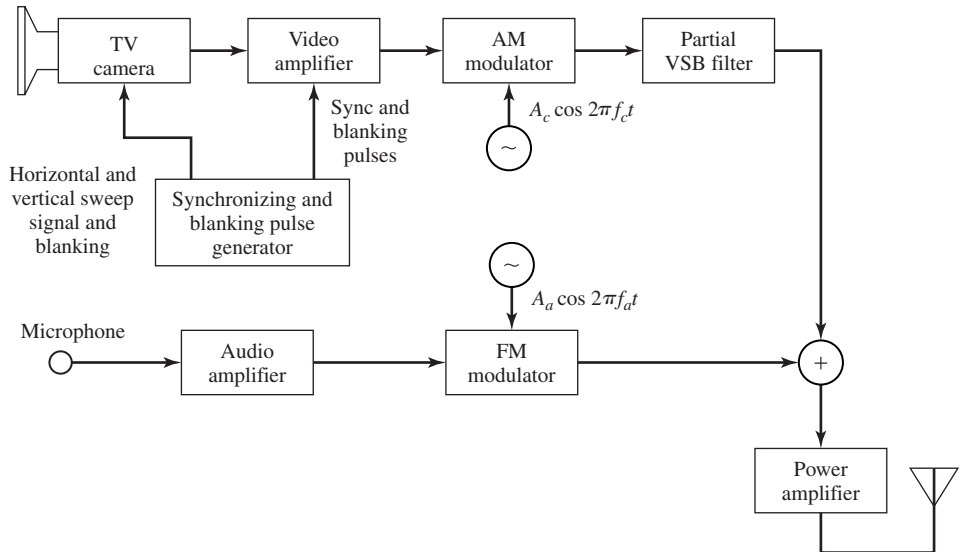 TV
camera
Video
amplifier
AM
modulator
Partial
VSB filter
Sync and
blanking
pulses
A_c cos 2πf_ct
~
Horizontal and
vertical sweep
signal and
blanking
Synchronizing and
blanking pulse
generator
~
A_a cos 2πf_at
Microphone
Audio
amplifier
FM
modulator
+
Power
amplifier